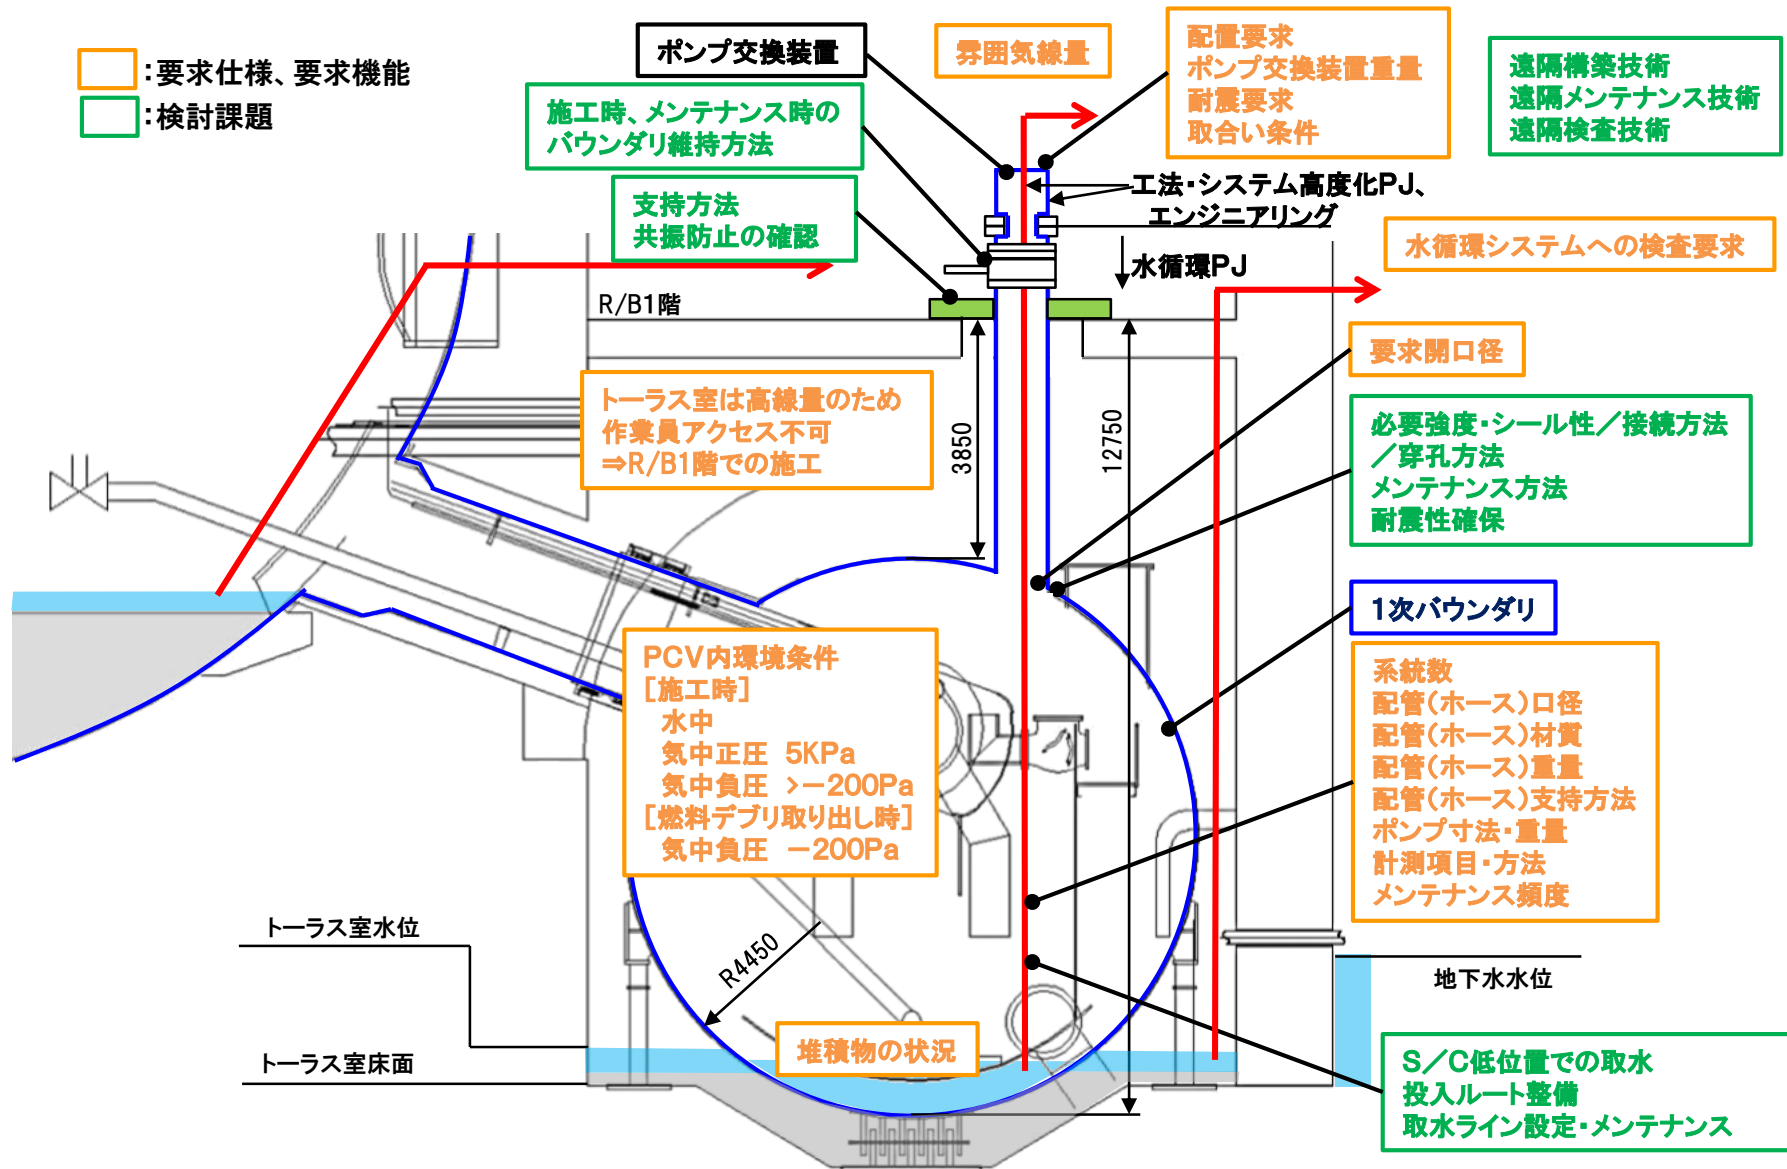 :要求仕様、要求機能
:検討課題
ポンプ交換装置
雰囲気線量
配置要求
ポンプ交換装置重量
耐震要求
取合い条件
遠隔構築技術
遠隔メンテナンス技術
遠隔検査技術
施工時、メンテナンス時の
バウンダリ維持方法
支持方法
共振防止の確認
工法・システム高度化PJ、
エンジニアリング
水循環PJ
水循環システムへの検査要求
R/B1階
要求開口径
トーラス室は高線量のため
作業員アクセス不可
⇒R/B1階での施工
3850
12750
必要強度・シール性／接続方法
／穿孔方法
メンテナンス方法
耐震性確保
1次バウンダリ
PCV内環境条件
[施工時]
水中
気中正圧 5KPa
気中負圧 >−200Pa
[燃料デブリ取り出し時]
気中負圧 −200Pa
系統数
配管(ホース)口径
配管(ホース)材質
配管(ホース)重量
配管(ホース)支持方法
ポンプ寸法・重量
計測項目・方法
メンテナンス頻度
トーラス室水位
R4450
地下水水位
堆積物の状況
トーラス室床面
S／C低位置での取水
投入ルート整備
取水ライン設定・メンテナンス